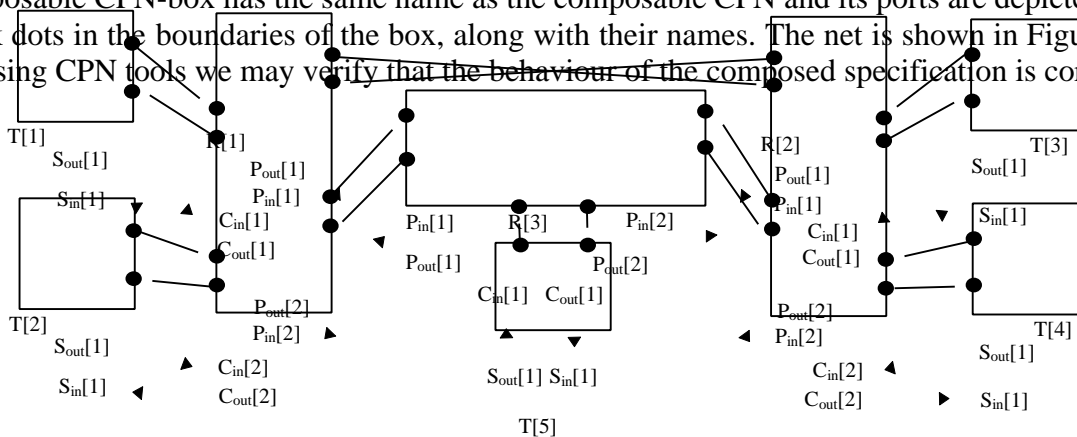 posable CPN-box has the same name as the composable CPN and its ports are depicte
k dots in the boundaries of the box, along with their names. The net is shown in Figu
sing CPN tools we may verify that the behaviour of the composed specification is cor
T[1]
R[1]
R[2]
T[3]
Sout[1]
Pout[1]
Pout[1]
Sout[1]
Sin[1]
Pin[1]
Pin[1]
Sin[1]
Cin[1]
Pin[1]
R[3]
Pin[2]
Cin[1]
Cout[1]
Pout[1]
Pout[2]
Cout[1]
Cin[1]
Cout[1]
T[2]
Pout[2]
Pout[2]
T[4]
Pin[2]
Pin[2]
Sout[1]
Sout[1]
Sin[1]
Cin[2]
Sout[1]
Sin[1]
Cin[2]
Cout[2]
Cout[2]
Sin[1]
T[5]